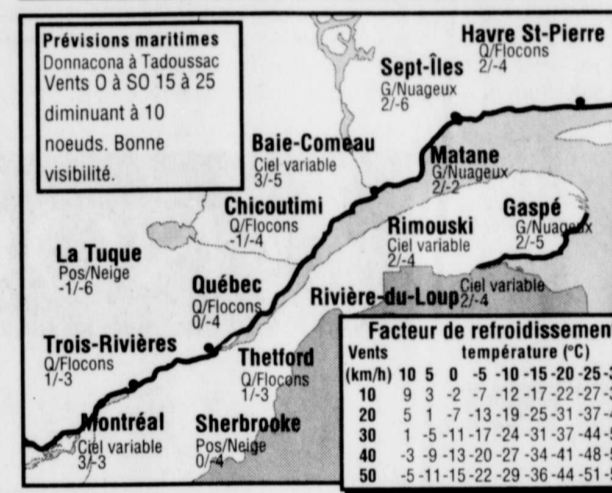 Prévisions maritimes
Donnacona à Tadoussac
Vents O à SO 15 à 25
diminuant à 10
noeuds. Bonne
visibilité.
Havre St-Pierre
Q/Flocons
2/-4
Sept-Îles
G/Nuageux
2/-6
Baie-Comeau
Ciel variable
3/-5
Matane
G/Nuageux
2/-2
Chicoutimi
Q/Flocons
-1/-4
Rimouski
Ciel variable
2/-4
Gaspé
G/Nuageux
2/-5
La Tuque
Pos/Neige
-1/-6
Québec
Q/Flocons
0/-4
Rivière-du-Loup
Ciel variable
2/-4
Trois-Rivières
Q/Flocons
1/-3
Thetford
Q/Flocons
1/-3
Montréal
Ciel variable
3/-3
Sherbrooke
Pos/Neige
0/-4
Facteur de refroidissemen
Vents température (°C)
(km/h) 10 5 0 -5 -10 -15 -20 -25
10 9 3 -2 -7 -12 -17 -22 -27
20 5 1 -7 -13 -19 -25 -31 -37
30 1 -5 -11 -17 -24 -31 -37 -44
40 -3 -9 -13 -20 -27 -34 -41 -48
50 -5 -11 -15 -22 -29 -36 -44 -51